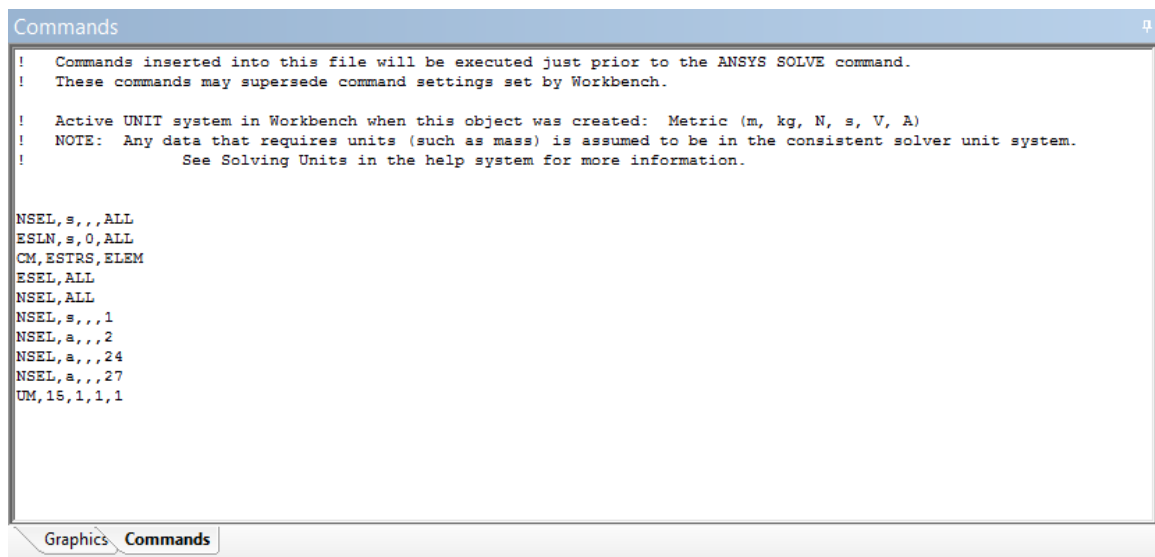 Commands
!   Commands inserted into this file will be executed just prior to the ANSYS SOLVE command.
!   These commands may supersede command settings set by Workbench.
!   Active UNIT system in Workbench when this object was created:  Metric (m, kg, N, s, V, A)
!   NOTE:  Any data that requires units (such as mass) is assumed to be in the consistent solver unit system.
!                See Solving Units in the help system for more information.
NSEL,s,,,ALL
ESLN,s,0,ALL
CM,ESTRS,ELEM
ESEL,ALL
NSEL,ALL
NSEL,s,,,1
NSEL,a,,,2
NSEL,a,,,24
NSEL,a,,,27
UM,15,1,1,1
Graphics Commands